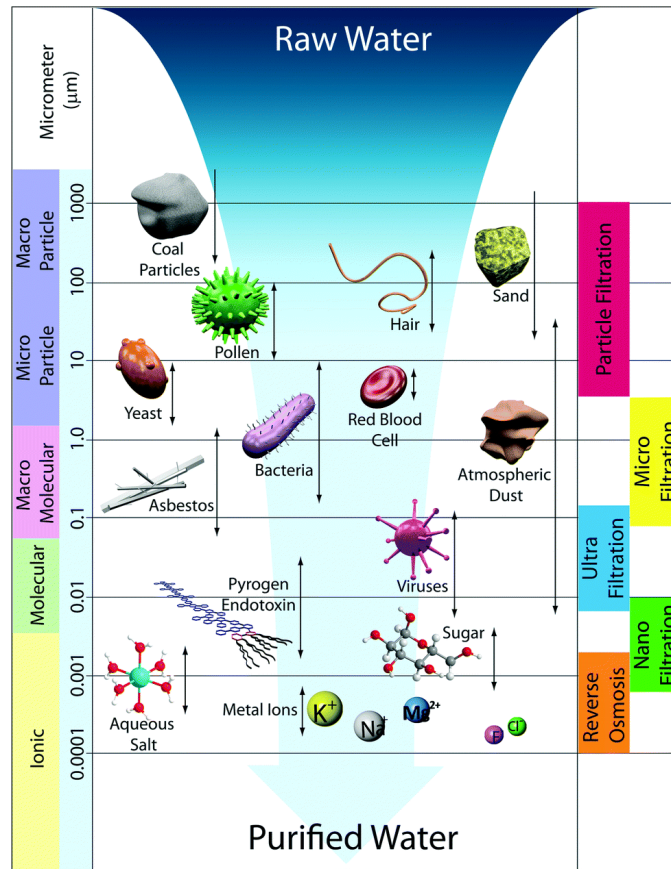 Raw Water
Micrometer
(µm)
1000
100
10
1.0
0.1
0.01
0.001
0.0001
Macro
Particle
Micro
Particle
Macro
Molecular
Molecular
Ionic
Coal
Particles
Pollen
Hair
Sand
Yeast
Bacteria
Red Blood
Cell
Atmospheric
Dust
Asbestos
Viruses
Pyrogen
Endotoxin
Sugar
Aqueous
Salt
Metal Ions
K+
Na+
Mg2+
F-
Cl-
Particle Filtration
Micro
Filtration
Ultra
Filtration
Nano
Filtration
Reverse
Osmosis
Purified Water